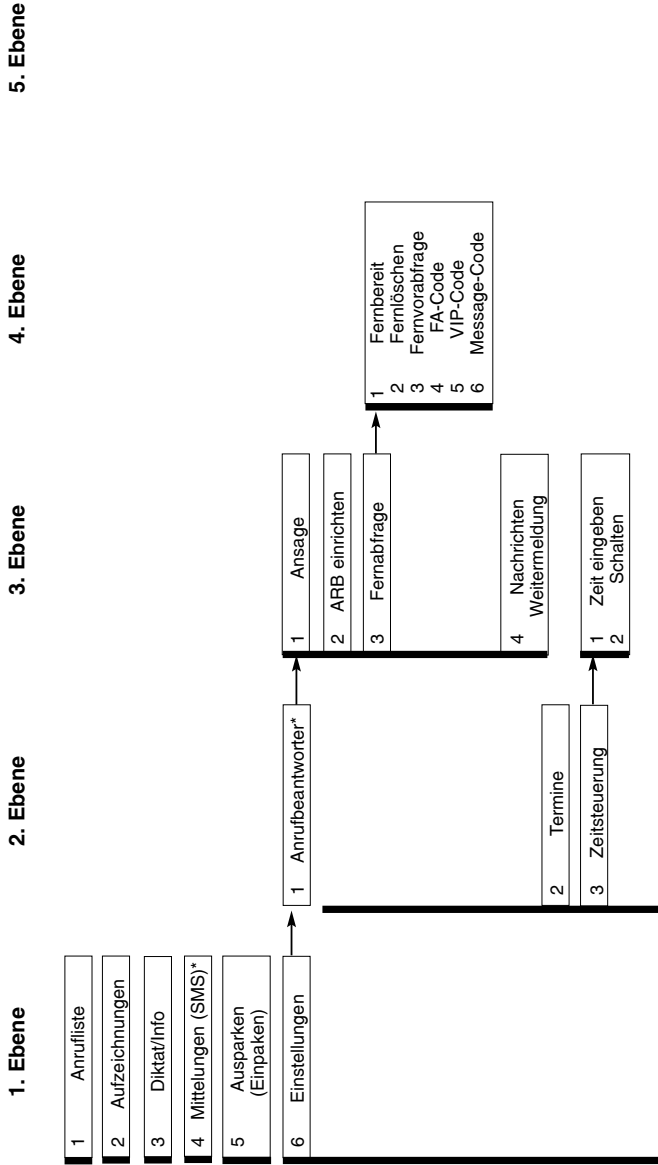 1. Ebene
2. Ebene
3. Ebene
4. Ebene
5. Ebene
1 Anrufliste
2 Aufzeichnungen
3 Diktat/Info
4 Mittelungen (SMS)*
5 Ausparken
(Einpaken)
6 Einstellungen
1 Anrufbeantworter*
2 Termine
3 Zeitsteuerung
1 Ansage
2 ARB einrichten
3 Fernabfrage
4 Nachrichten
Weitermeldung
1 Zeit eingeben
2 Schalten
1 Fernbereit
2 Fernlöschen
3 Fernvorabfrage
4 FA-Code
5 VIP-Code
6 Message-Code